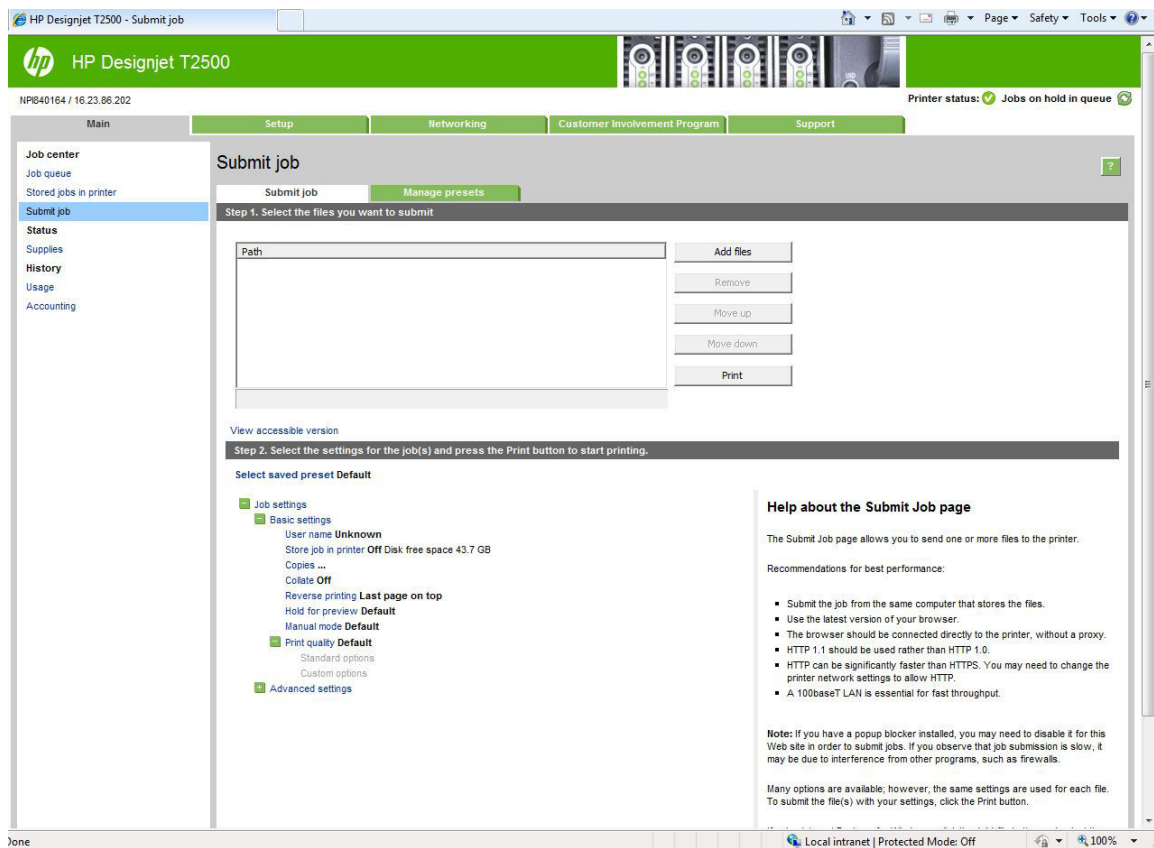 HP Designjet T2500 - Submit job
Page Safety Tools
hp HP Designjet T2500
UID
NPI840164 / 16.23.86.202
Printer status: Jobs on hold in queue
Main Setup Networking Customer Involvement Program Support
Job center
Job queue
Stored jobs in printer
Submit job
Status
Supplies
History
Usage
Accounting
Submit job
?
Submit job Manage presets
Step 1. Select the files you want to submit
Path
Add files
Remove
Move up
Move down
Print
View accessible version
Step 2. Select the settings for the job(s) and press the Print button to start printing.
Select saved preset Default
Job settings
Basic settings
User name Unknown
Store job in printer Off Disk free space 43.7 GB
Copies ...
Collate Off
Reverse printing Last page on top
Hold for preview Default
Manual mode Default
Print quality Default
Standard options
Custom options
Advanced settings
Help about the Submit Job page
The Submit Job page allows you to send one or more files to the printer.
Recommendations for best performance:
Submit the job from the same computer that stores the files.
Use the latest version of your browser.
The browser should be connected directly to the printer, without a proxy.
HTTP 1.1 should be used rather than HTTP 1.0.
HTTP can be significantly faster than HTTPS. You may need to change the
printer network settings to allow HTTP.
A 100baseT LAN is essential for fast throughput.
Note: If you have a popup blocker installed, you may need to disable it for this
Web site in order to submit jobs. If you observe that job submission is slow, it
may be due to interference from other programs, such as firewalls.
Many options are available; however, the same settings are used for each file.
To submit the file(s) with your settings, click the Print button.
Done
Local intranet | Protected Mode: Off
100%